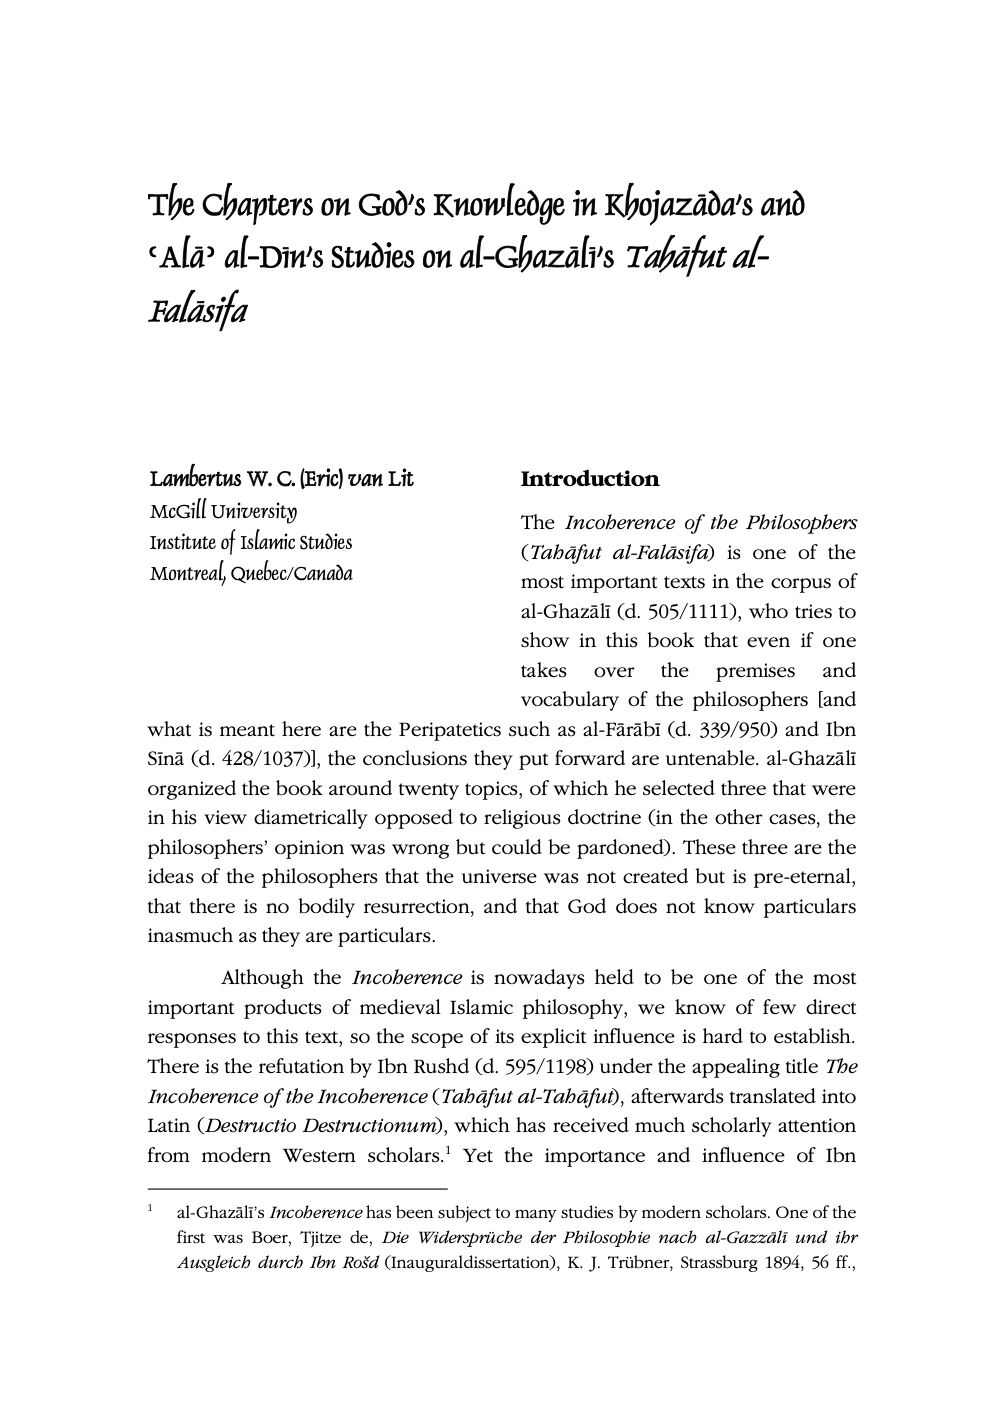 The Chapters on God's Knowledge in Khojazāda's and
ʿAlāʾ al-Dīn's Studies on al-Ghazālī's Tahāfut al-
Falāsifa
Lambertus W. C. (Eric) van Lit
McGill University
Institute of Islamic Studies
Montreal, Quebec/Canada
Introduction
The Incoherence of the Philosophers
(Tahāfut al-Falāsifa) is one of the
most important texts in the corpus of
al-Ghazālī (d. 505/1111), who tries to
show in this book that even if one
takes over the premises and
vocabulary of the philosophers [and
what is meant here are the Peripatetics such as al-Fārābī (d. 339/950) and Ibn
Sīnā (d. 428/1037)], the conclusions they put forward are untenable. al-Ghazālī
organized the book around twenty topics, of which he selected three that were
in his view diametrically opposed to religious doctrine (in the other cases, the
philosophers' opinion was wrong but could be pardoned). These three are the
ideas of the philosophers that the universe was not created but is pre-eternal,
that there is no bodily resurrection, and that God does not know particulars
inasmuch as they are particulars.
Although the Incoherence is nowadays held to be one of the most
important products of medieval Islamic philosophy, we know of few direct
responses to this text, so the scope of its explicit influence is hard to establish.
There is the refutation by Ibn Rushd (d. 595/1198) under the appealing title The
Incoherence of the Incoherence (Tahāfut al-Tahāfut), afterwards translated into
Latin (Destructio Destructionum), which has received much scholarly attention
from modern Western scholars.1 Yet the importance and influence of Ibn
1 al-Ghazālī's Incoherence has been subject to many studies by modern scholars. One of the
first was Boer, Tjitze de, Die Widersprüche der Philosophie nach al-Gazzālī und ihr
Ausgleich durch Ibn Rošd (Inauguraldissertation), K. J. Trübner, Strassburg 1894, 56 ff.,